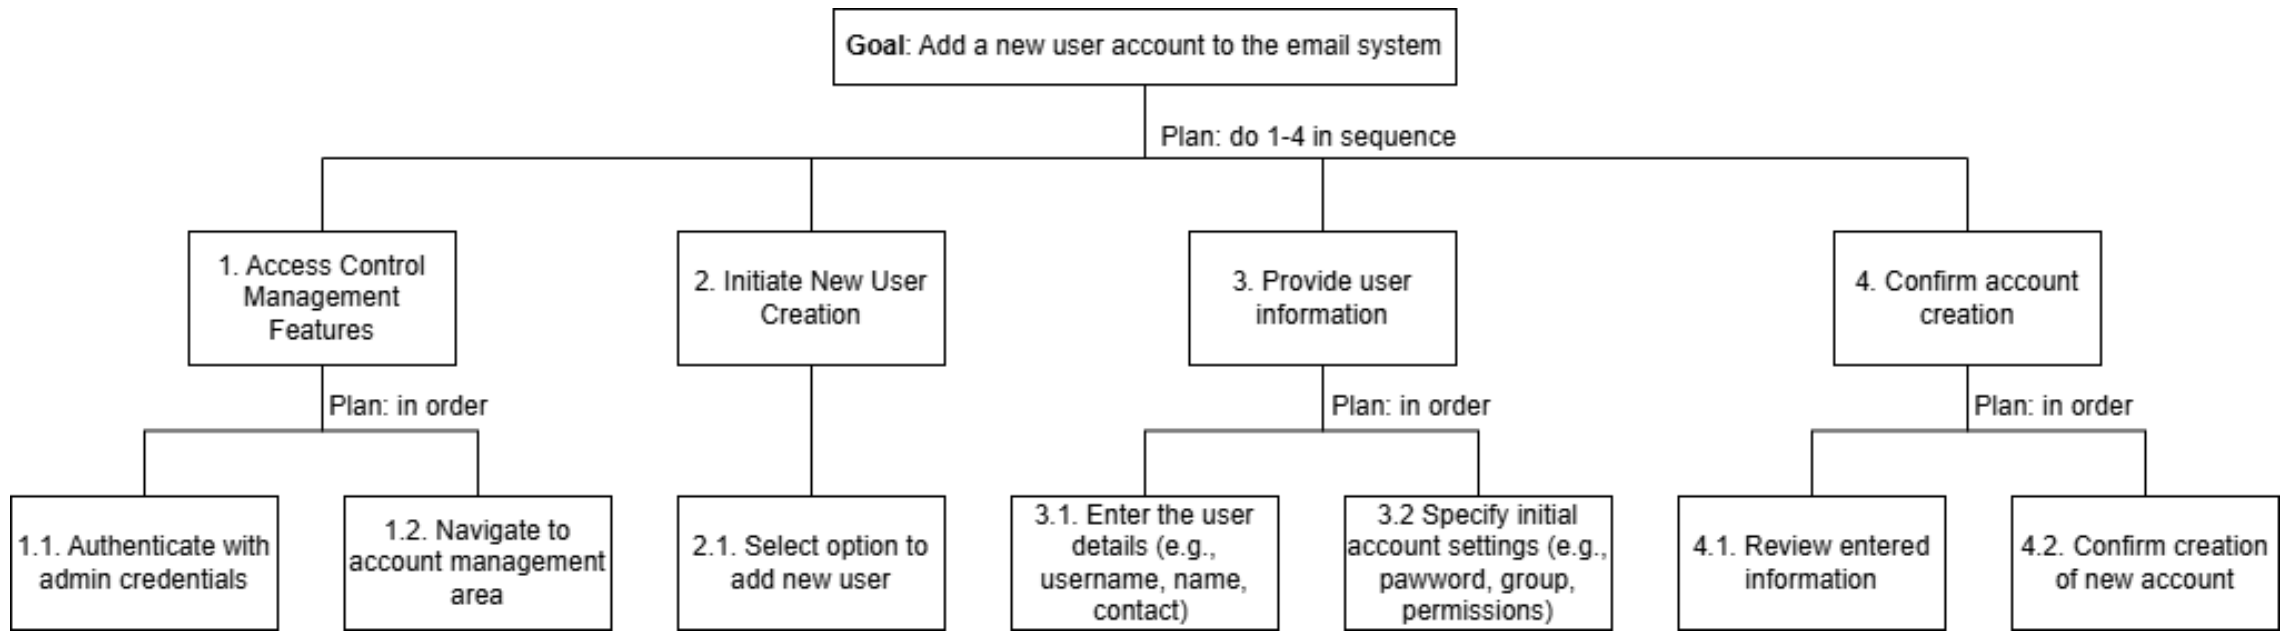 Goal: Add a new user account to the email system
Plan: do 1-4 in sequence
1. Access Control
Management
Features
2. Initiate New User
Creation
3. Provide user
information
4. Confirm account
creation
Plan: in order
Plan: in order
Plan: in order
1.1. Authenticate with
admin credentials
1.2. Navigate to
account management
area
2.1. Select option to
add new user
3.1. Enter the user
details (e.g.,
username, name,
contact)
3.2 Specify initial
account settings (e.g.,
pawword, group,
permissions)
4.1. Review entered
information
4.2. Confirm creation
of new account